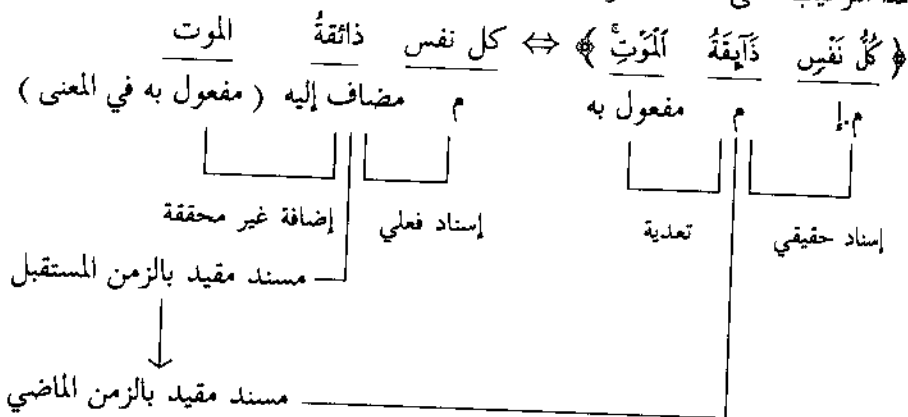 ﴿ كُلُّ نَفْسٍ ذَآئِقَةُ ٱلْمَوْتِۗ ﴾ ⇔ كل نفس ذائقةُ الموت
م.إ م مفعول به م مضاف إليه ( مفعول به في المعنى )
إسناد حقيقي تعدية إسناد فعلي إضافة غير محققة
مسند مقيد بالزمن المستقبل
مسند مقيد بالزمن الماضي